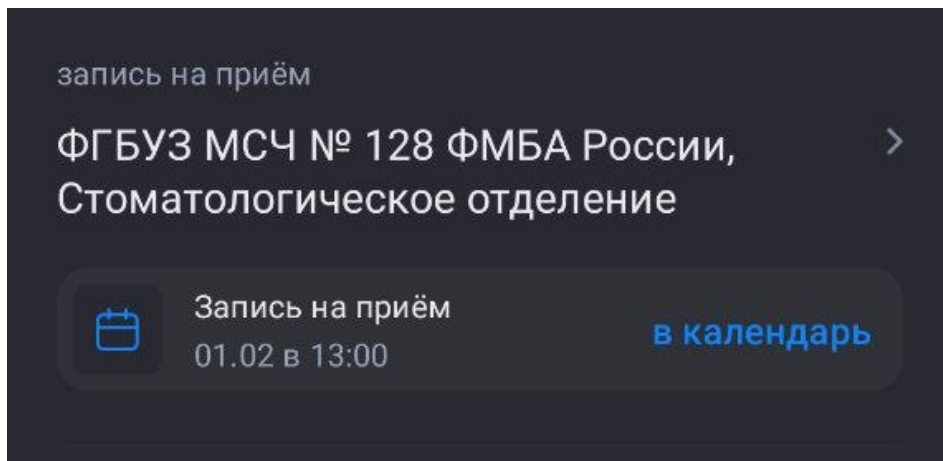 запись на приём
ФГБУЗ МСЧ № 128 ФМБА России,
Стоматологическое отделение
Запись на приём
в календарь
01.02 в 13:00